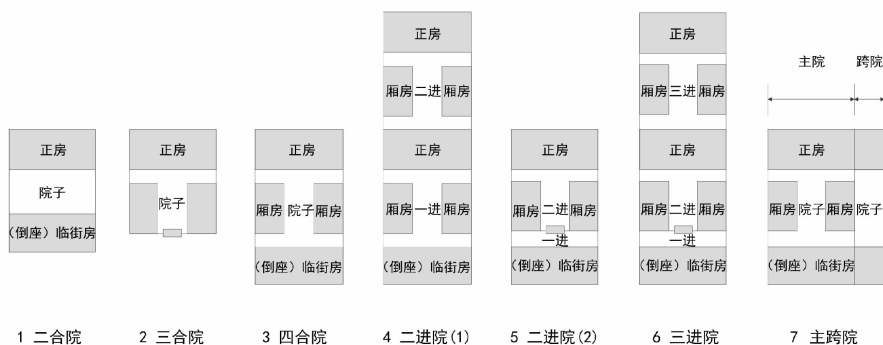 正房
院子
(倒座)临街房
1 二合院
正房
院子
2 三合院
正房
厢房 院子 厢房
(倒座)临街房
3 四合院
正房
厢房 二进 厢房
正房
厢房 一进 厢房
(倒座)临街房
4 二进院(1)
正房
厢房 二进 厢房
一进
(倒座)临街房
5 二进院(2)
正房
厢房 三进 厢房
正房
厢房 二进 厢房
一进
(倒座)临街房
6 三进院
主院 跨院
正房
厢房 院子 厢房 院子
(倒座)临街房
7 主跨院